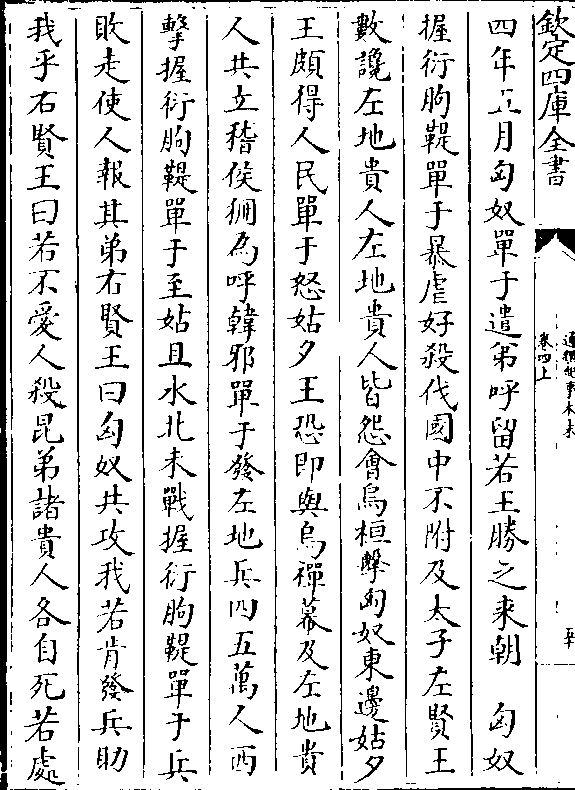 欽定四庫全書
通鑑紀事本末
卷四上
四年五月匈奴單于遣弟呼留若王勝之来朝　匈奴
握衍朐鞮單于暴虐好殺伐國中不附及太子左賢王
數讒左地貴人左地貴人皆怨會烏桓擊匈奴東邊姑夕
王頗得人民單于怒姑夕王恐即與烏禪幕及左地貴
人共立稽侯狦為呼韓邪單于發左地兵四五萬人西
擊握衍朐鞮單于至姑且水北未戰握衍朐鞮單于兵
敗走使人報其弟右賢王曰匈奴共攻我若肯發兵助
我乎右賢王曰若不愛人殺昆弟諸貴人各自死若處